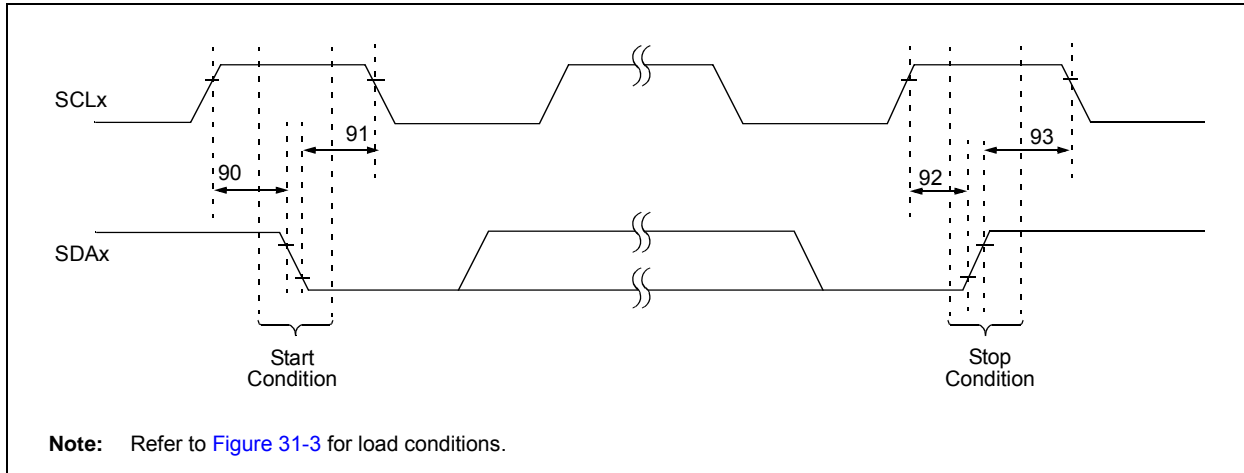 SCLx
91
93
90
92
SDAx
Start
Condition
Stop
Condition
Note: Refer to Figure 31-3 for load conditions.